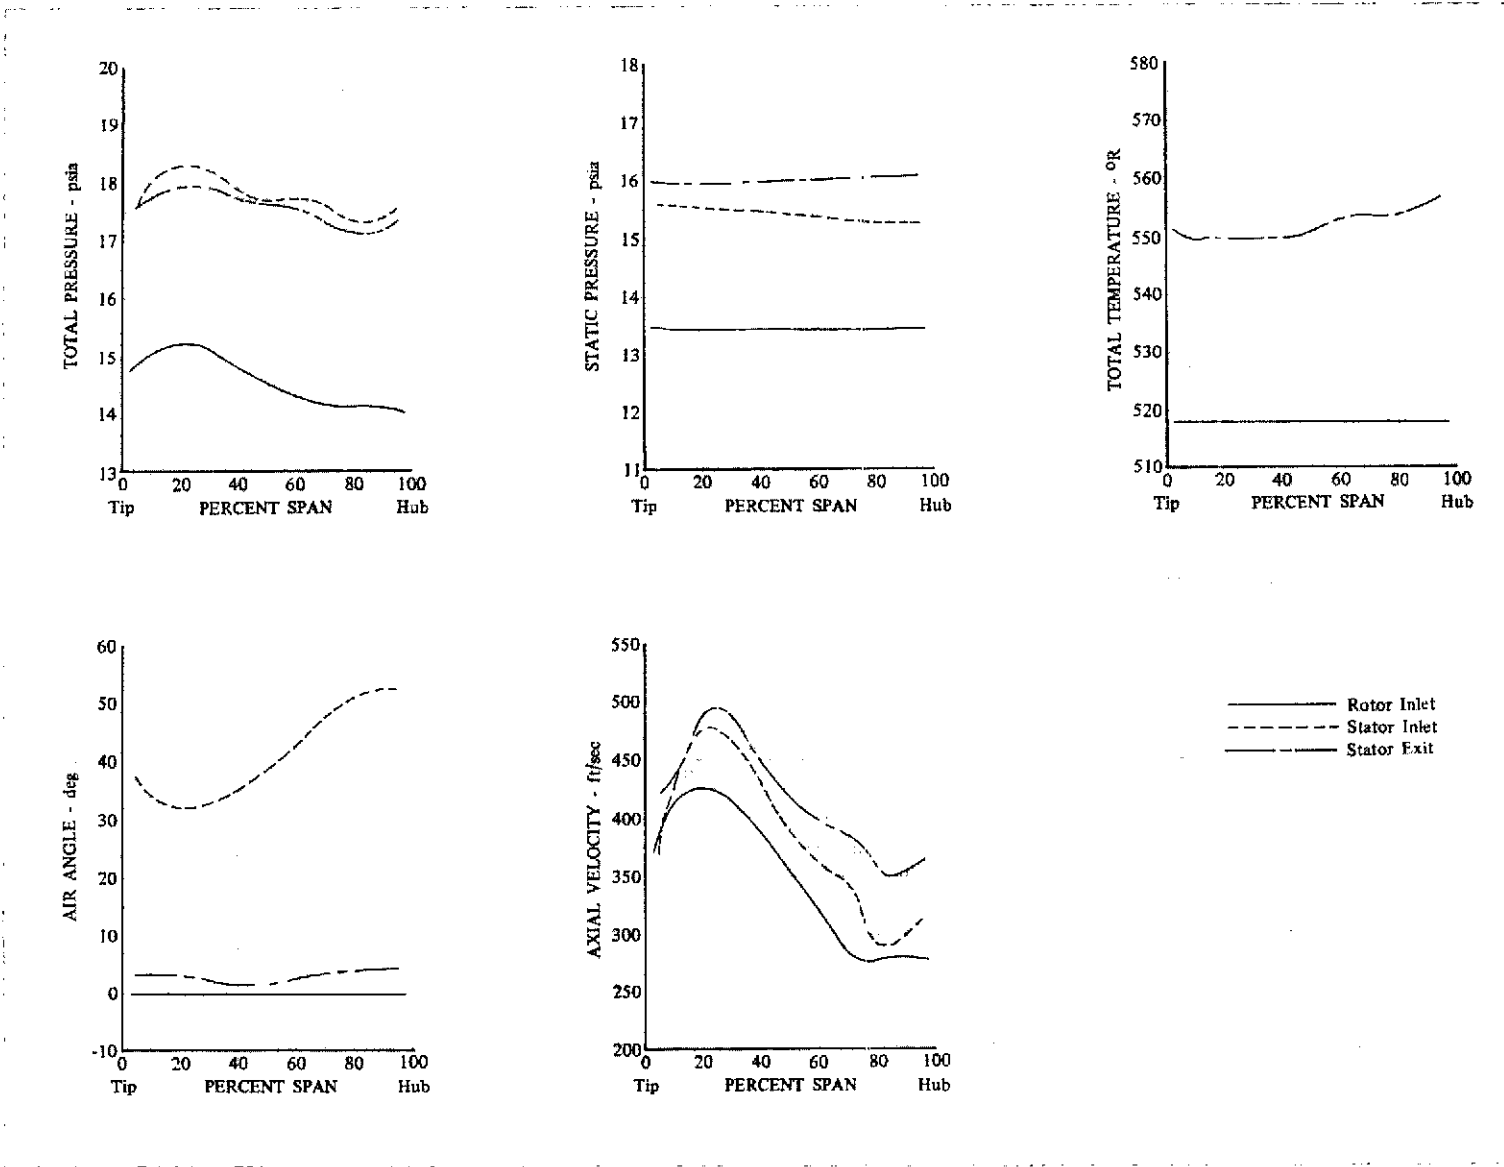 TOTAL PRESSURE - psia
20
19
18
17
16
15
14
13
0 20 40 60 80 100
Tip PERCENT SPAN Hub
STATIC PRESSURE - psia
18
17
16
15
14
13
12
11
0 20 40 60 80 100
Tip PERCENT SPAN Hub
TOTAL TEMPERATURE - °R
580
570
560
550
540
530
520
510
0 20 40 60 80 100
Tip PERCENT SPAN Hub
AIR ANGLE - deg
60
50
40
30
20
10
0
-10
0 20 40 60 80 100
Tip PERCENT SPAN Hub
AXIAL VELOCITY - ft/sec
550
500
450
400
350
300
250
200
0 20 40 60 80 100
Tip PERCENT SPAN Hub
Rotor Inlet
Stator Inlet
Stator Exit